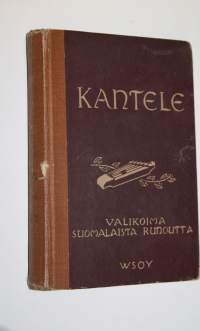 KANTELE
VALIKOIMA
SUOMALAISTA RUNOUTTA
WSOY